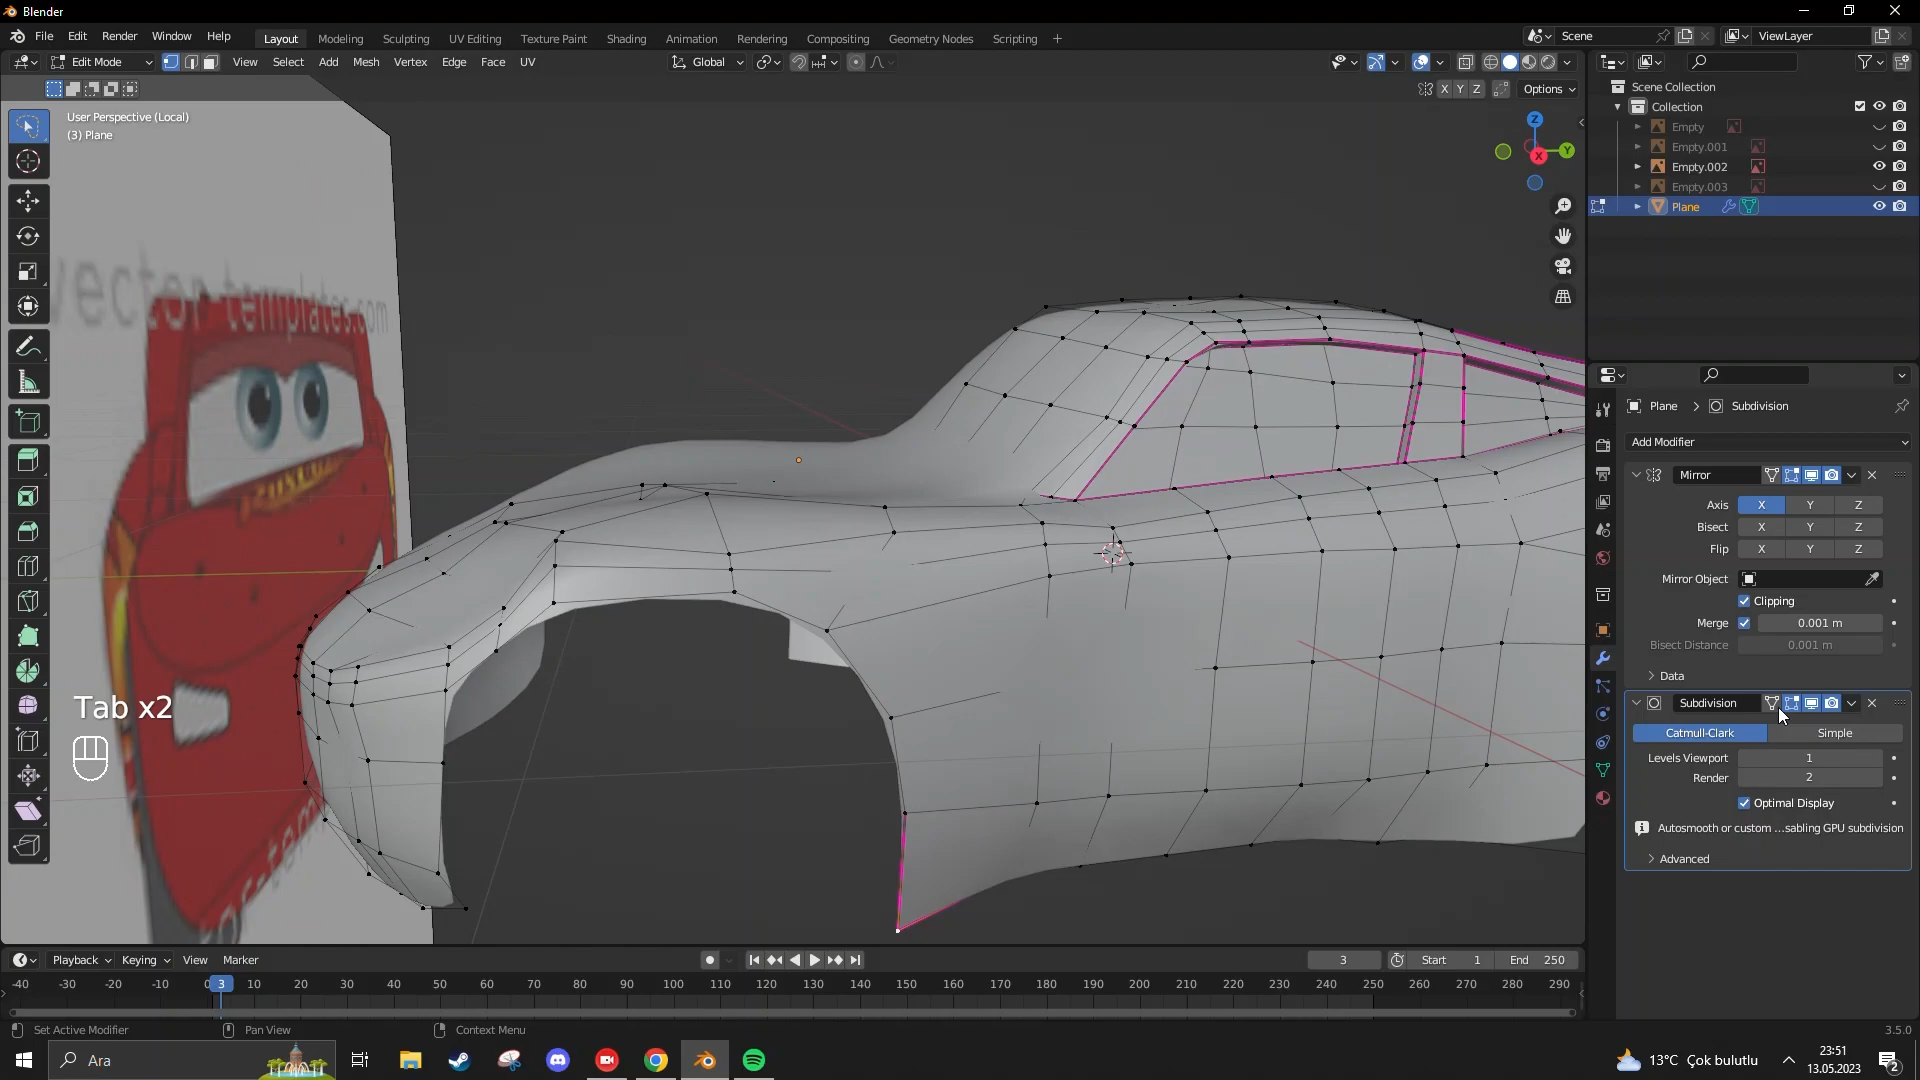 Blender
File Edit Render Window Help
Layout Modeling Sculpting UV Editing Texture Paint Shading Animation Rendering Compositing Geometry Nodes Scripting +
Scene
ViewLayer
Edit Mode
View Select Add Mesh Vertex Edge Face UV
Global
X Y Z
Options
User Perspective (Local)
(3) Plane
Z
Y
X
vector-templates.com
Tab x2
Scene Collection
Collection
Empty
Empty.001
Empty.002
Empty.003
Plane
Plane > Subdivision
Add Modifier
Mirror
Axis X Y Z
Bisect X Y Z
Flip X Y Z
Mirror Object
Clipping
Merge 0.001 m
Bisect Distance 0.001 m
Data
Subdivision
Catmull-Clark Simple
Levels Viewport 1
Render 2
Optimal Display
Autosmooth or custom ...sabling GPU subdivision
Advanced
Playback Keying View Marker
3
Start 1
End 250
-40 -30 -20 -10 0 3 10 20 30 40 50 60 70 80 90 100 110 120 130 140 150 160 170 180 190 200 210 220 230 240 250 260 270 280 290
Set Active Modifier
Pan View
Context Menu
3.5.0
Ara
13°C Çok bulutlu
23:51
13.05.2023
2